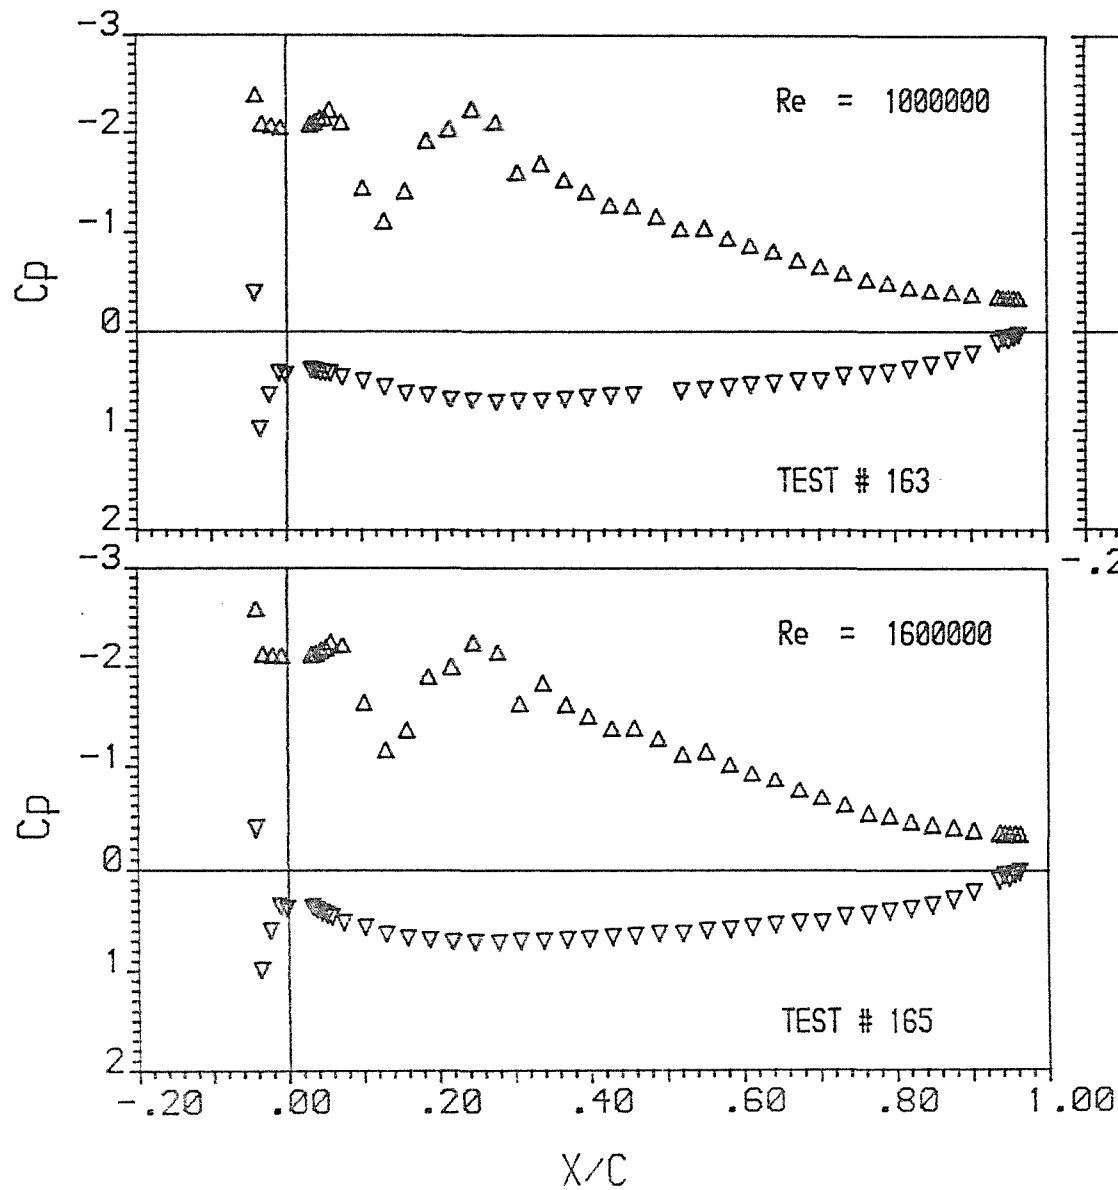 -3
Re = 1000000
-2
-1
Cp
0
1
TEST # 163
2
-3
-.2
Re = 1600000
-2
-1
Cp
0
1
TEST # 165
2
-.20 .00 .20 .40 .60 .80 1.00
X/C